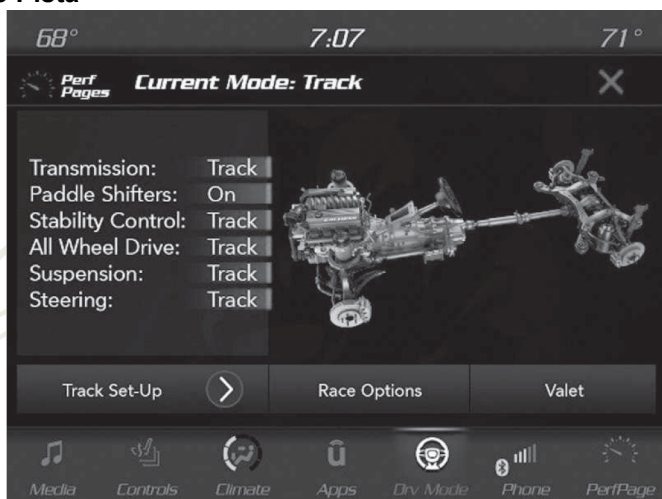 68° 7:07 71°
Perf Pages Current Mode: Track
Transmission: Track
Paddle Shifters: On
Stability Control: Track
All Wheel Drive: Track
Suspension: Track
Steering: Track
Track Set-Up Race Options Valet
Media Controls Climate Apps Drv Mode Phone PerfPage